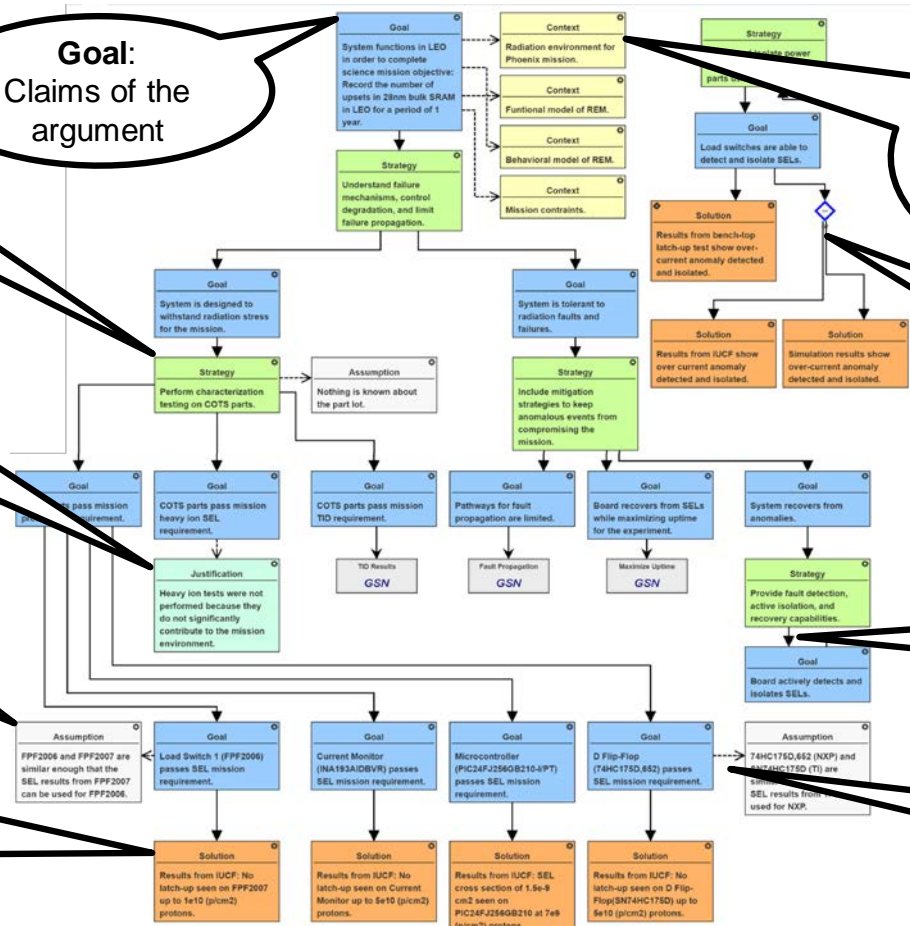 Goal:
Claims of the
argument
Goal
System functions in LEO
in order to complete
science mission objective:
Record the number of
upsets in 28nm bulk SRAM
in LEO for a period of 1
year.
Context
Radiation environment for
Phoenix mission.
Context
Funtional model of REM.
Context
Behavioral model of REM.
Context
Mission contraints.
Strategy
Understand failure
mechanisms, control
degradation, and limit
failure propagation.
Strategy
isolate power
parts
Goal
Load switches are able to
detect and isolate SELs.
Solution
Results from bench-top
latch-up test show over-
current anomaly detected
and isolated.
Solution
Results from IUCF show
over current anomaly
detected and isolated.
Solution
Simulation results show
over-current anomaly
detected and isolated.
Goal
System is designed to
withstand radiation stress
for the mission.
Goal
System is tolerant to
radiation faults and
failures.
Strategy
Perform characterization
testing on COTS parts.
Assumption
Nothing is known about
the part lot.
Strategy
Include mitigation
strategies to keep
anomalous events from
compromising the
mission.
Goal
parts pass mission
requirement.
Goal
COTS parts pass mission
heavy ion SEL
requirement.
Goal
COTS parts pass mission
TID requirement.
Goal
Pathways for fault
propagation are limited.
Goal
Board recovers from SELs
while maximizing uptime
for the experiment.
Goal
System recovers from
anomalies.
Justification
Heavy ion tests were not
performed because they
do not significantly
contribute to the mission
environment.
TID Results
GSN
Fault Propagation
GSN
Maximize Uptime
GSN
Strategy
Provide fault detection,
active isolation, and
recovery capabilities.
Goal
Board actively detects and
isolates SELs.
Assumption
FPF2006 and FPF2007 are
similar enough that the
SEL results from FPF2007
can be used for FPF2006.
Goal
Load Switch 1 (FPF2006)
passes SEL mission
requirement.
Goal
Current Monitor
(INA193AIDBVR) passes
SEL mission requirement.
Goal
Microcontroller
(PIC24FJ256GB210-I/PT)
passes SEL mission
requirement.
Goal
D Flip-Flop
(74HC175D,652) passes
SEL mission requirement.
Assumption
74HC175D,652 (NXP) and
SN74HC175D (TI) are
SEL results from
used for NXP.
Solution
Results from IUCF: No
latch-up seen on FPF2007
up to 1e10 (p/cm2)
protons.
Solution
Results from IUCF: No
latch-up seen on Current
Monitor up to 5e10 (p/cm2)
protons.
Solution
Results from IUCF: SEL
cross section of 1.5e-9
cm2 seen on
PIC24FJ256GB210 at 7e9
(p/cm2) protons
Solution
Results from IUCF: No
latch-up seen on D Flip-
Flop(SN74HC175D) up to
5e10 (p/cm2) protons.